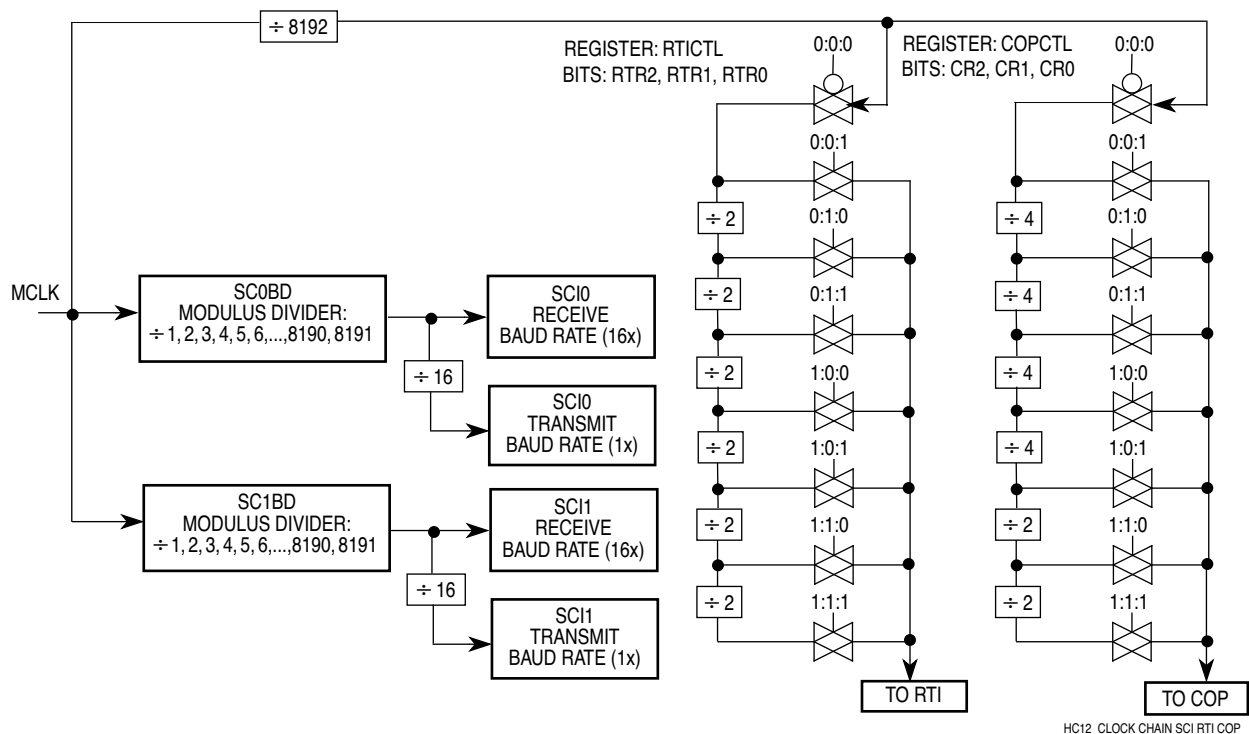 ÷ 8192
REGISTER: RTICTL
BITS: RTR2, RTR1, RTR0
0:0:0
REGISTER: COPCTL
BITS: CR2, CR1, CR0
0:0:0
0:0:1
0:0:1
÷ 2
0:1:0
÷ 4
0:1:0
MCLK
SC0BD
MODULUS DIVIDER:
÷ 1, 2, 3, 4, 5, 6,...,8190, 8191
SCI0
RECEIVE
BAUD RATE (16x)
÷ 2
0:1:1
÷ 4
0:1:1
÷ 16
SCI0
TRANSMIT
BAUD RATE (1x)
÷ 2
1:0:0
÷ 4
1:0:0
÷ 2
1:0:1
÷ 4
1:0:1
SC1BD
MODULUS DIVIDER:
÷ 1, 2, 3, 4, 5, 6,...,8190, 8191
SCI1
RECEIVE
BAUD RATE (16x)
÷ 2
1:1:0
÷ 2
1:1:0
÷ 16
SCI1
TRANSMIT
BAUD RATE (1x)
÷ 2
1:1:1
÷ 2
1:1:1
TO RTI
TO COP
HC12 CLOCK CHAIN SCI RTI COP